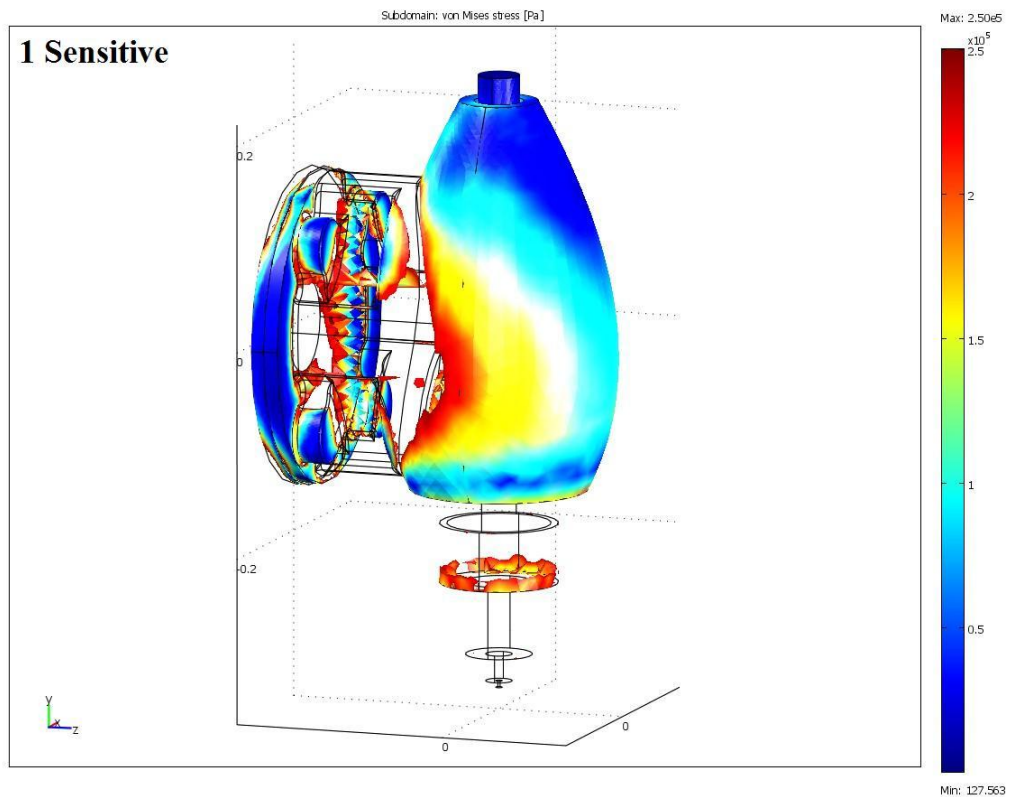 Subdomain: von Mises stress [Pa]
Max: 2.50e5
1 Sensitive
x10^5
2.5
2
1.5
1
0.5
Min: 127.563
0.2
0
-0.2
0
0
y
x
z